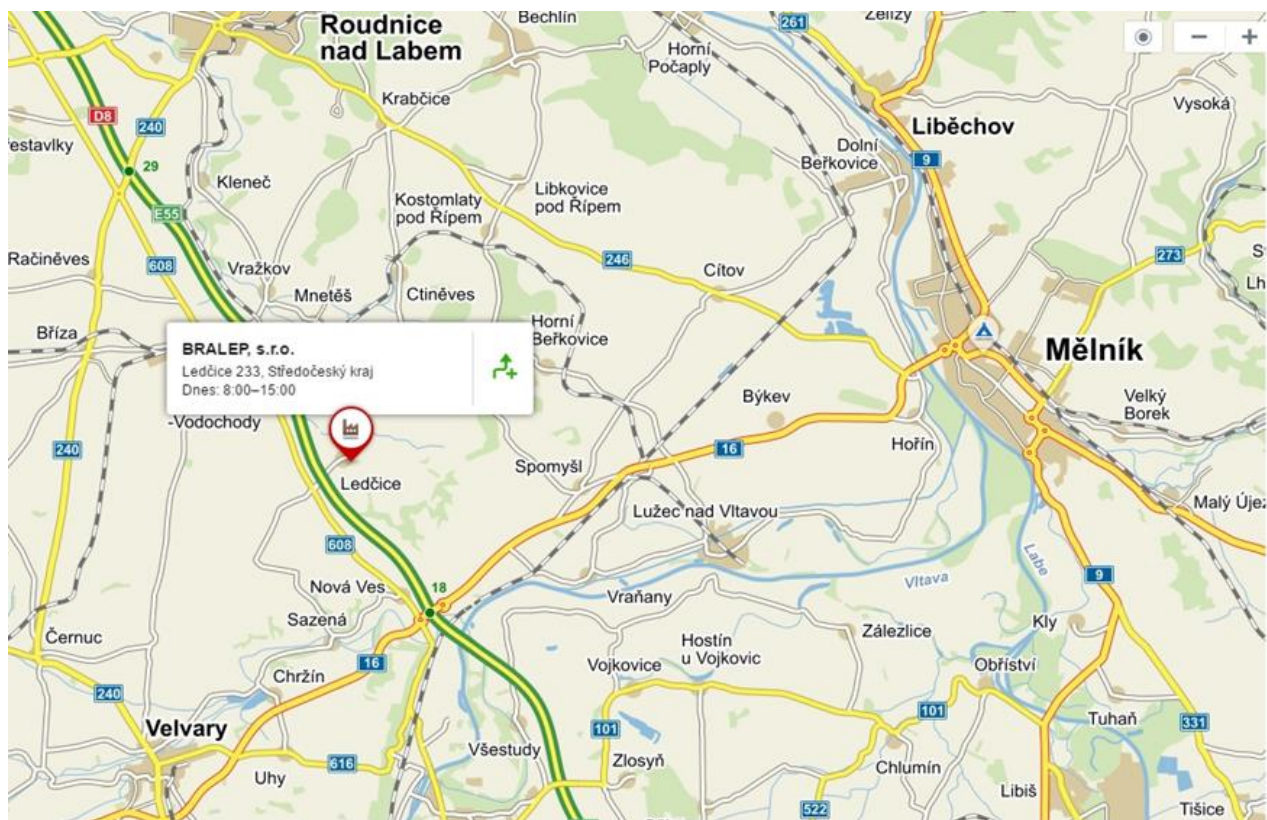 Roudnice
nad Labem
Bechlín
261
Želízy
Horní
Počaply
Krabčice
Vysoká
D8
240
Liběchov
estavlky
29
Dolní
Beřkovice
9
Kleneč
Kostomlaty
pod Řípem
Libkovice
pod Řípem
E55
Račiněves
608
Vražkov
246
Cítov
273
Lh
Mnetěš
Ctiněves
Bříza
Horní
Beřkovice
Mělník
BRALEP, s.r.o.
Ledčice 233, Středočeský kraj
Dnes: 8:00–15:00
Býkev
Velký
Borek
-Vodochody
Hořín
240
16
Spomyšl
Ledčice
Malý Újez
Lužec nad Vltavou
608
Labe
Vltava
9
Nová Ves
18
Vraňany
Sazená
Kly
Černuc
Zálezlice
Hostín
u Vojkovic
16
Vojkovice
Obříství
Chržín
240
101
101
Tuhaň
331
Velvary
Všestudy
Zlosyň
616
Uhy
Chlumín
Libiš
522
Tišice